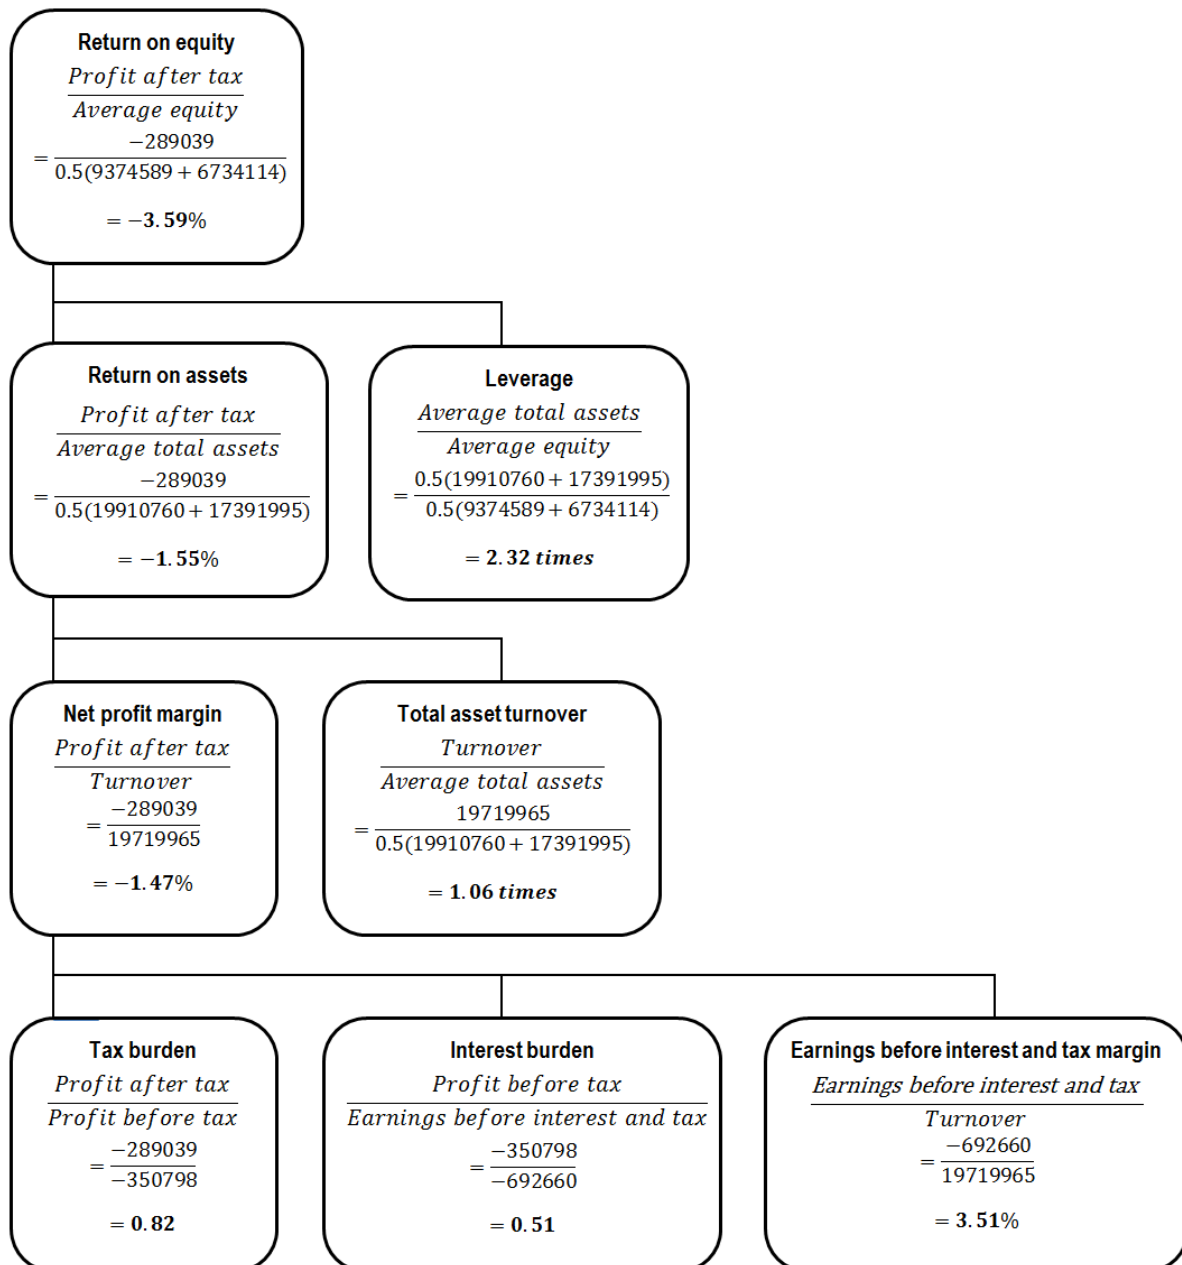 Return on equity
Profit after tax
Average equity
= -289039
0.5(9374589 + 6734114)
= −3.59%
Return on assets
Profit after tax
Average total assets
= -289039
0.5(19910760 + 17391995)
= −1.55%
Leverage
Average total assets
Average equity
= 0.5(19910760 + 17391995)
0.5(9374589 + 6734114)
= 2.32 times
Net profit margin
Profit after tax
Turnover
= −289039
19719965
= −1.47%
Total asset turnover
Turnover
Average total assets
= 19719965
0.5(19910760 + 17391995)
= 1.06 times
Tax burden
Profit after tax
Profit before tax
= −289039
−350798
= 0.82
Interest burden
Profit before tax
Earnings before interest and tax
= −350798
−692660
= 0.51
Earnings before interest and tax margin
Earnings before interest and tax
Turnover
= −692660
19719965
= 3.51%